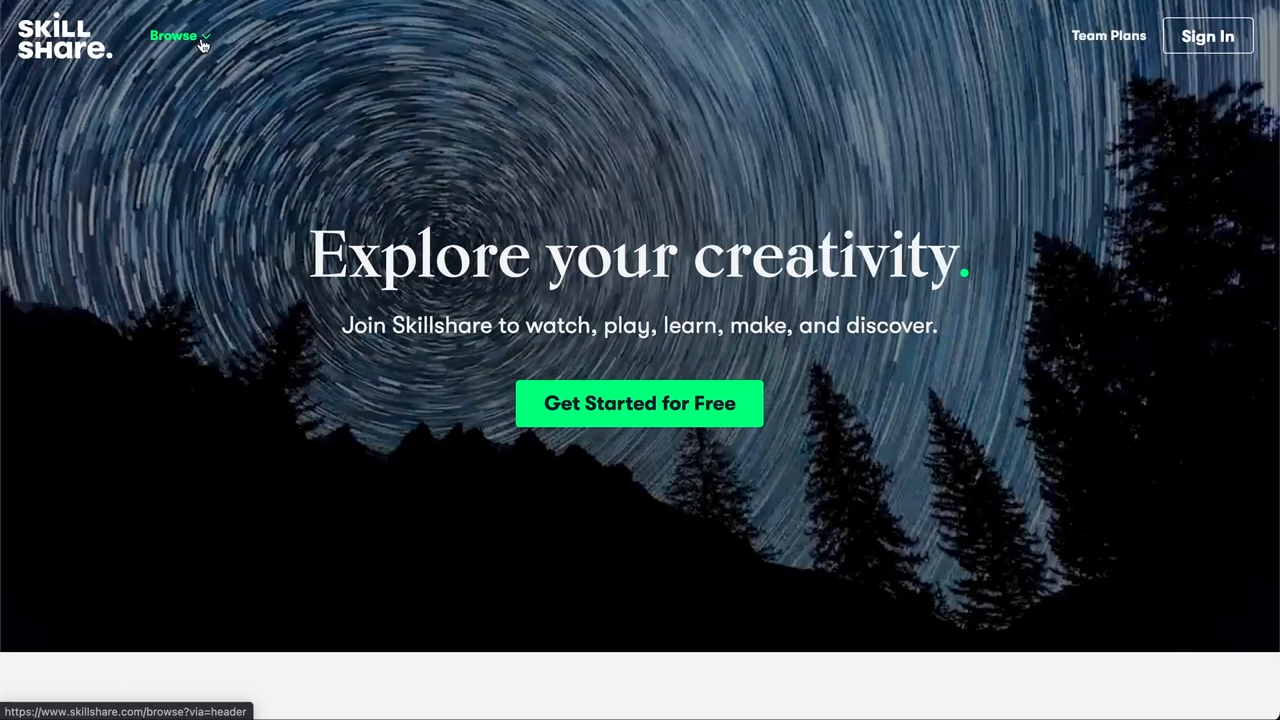 SKILL
SHare.
Browse
Team Plans
Sign In
Explore your creativity.
Join Skillshare to watch, play, learn, make, and discover.
Get Started for Free
https://www.skillshare.com/browse?via=header